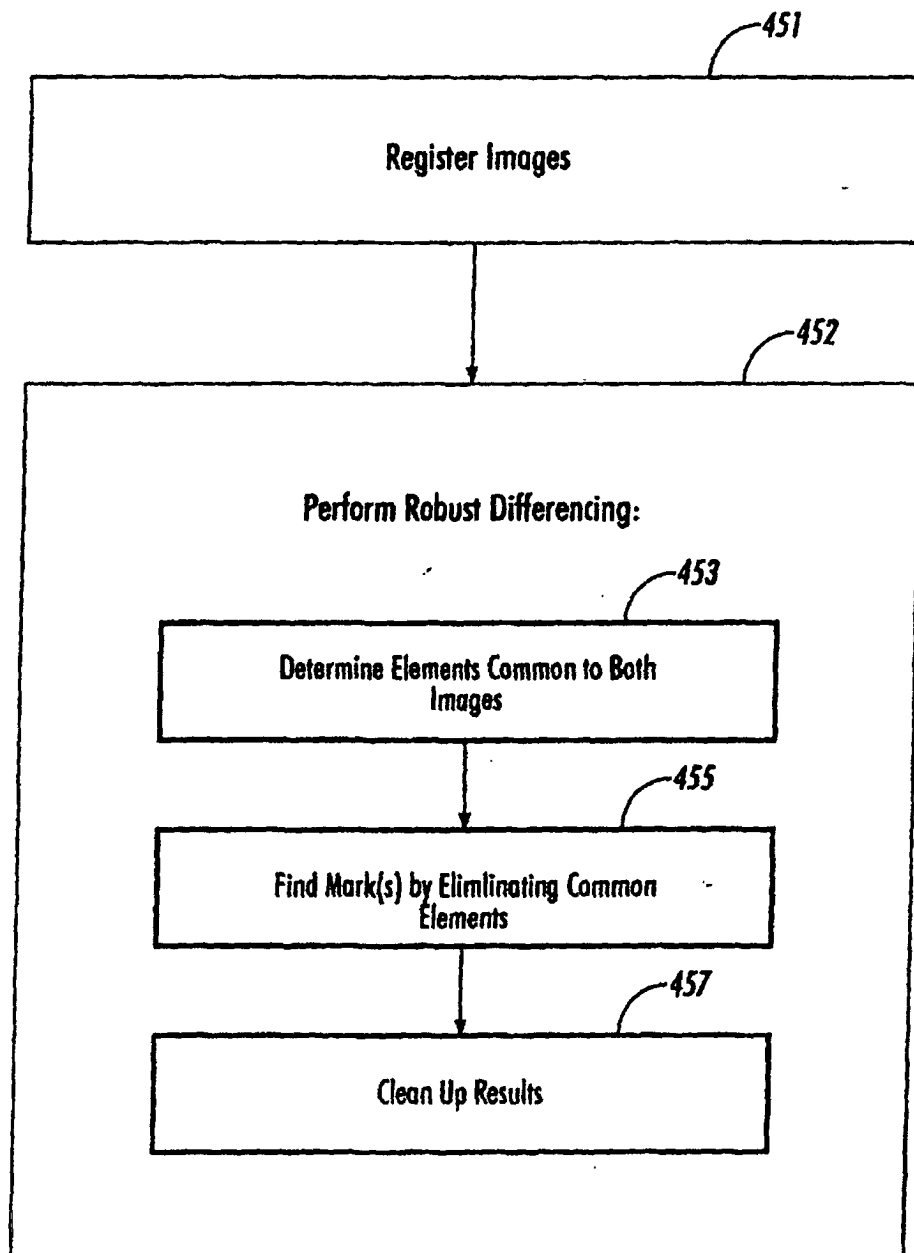 451
Register Images
452
Perform Robust Differencing:
453
Determine Elements Common to Both
Images
455
Find Mark(s) by Elimlinating Common
Elements
457
Clean Up Results